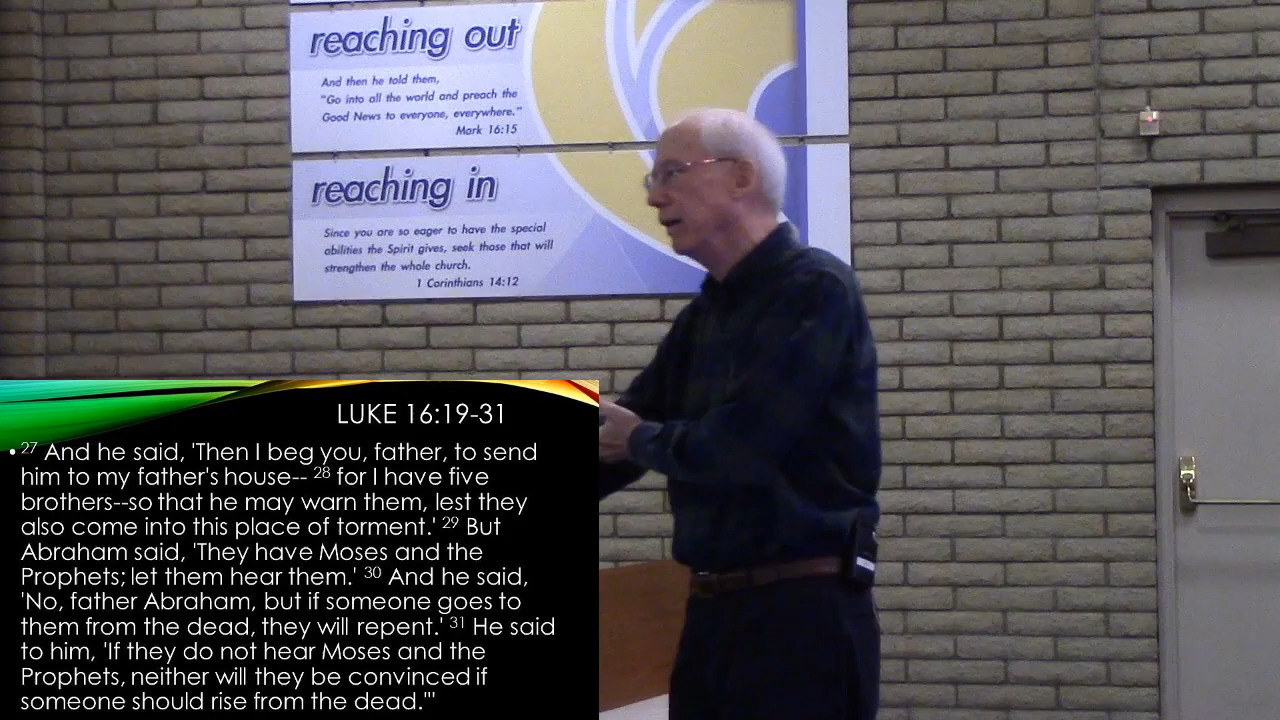 reaching out
And then he told them,
"Go into all the world and preach the
Good News to everyone, everywhere."
Mark 16:15
reaching in
Since you are so eager to have the special
abilities the Spirit gives, seek those that will
strengthen the whole church.
1 Corinthians 14:12
LUKE 16:19-31
• 27 And he said, 'Then I beg you, father, to send
him to my father's house-- 28 for I have five
brothers--so that he may warn them, lest they
also come into this place of torment.' 29 But
Abraham said, 'They have Moses and the
Prophets; let them hear them.' 30 And he said,
'No, father Abraham, but if someone goes to
them from the dead, they will repent.' 31 He said
to him, 'If they do not hear Moses and the
Prophets, neither will they be convinced if
someone should rise from the dead.'"